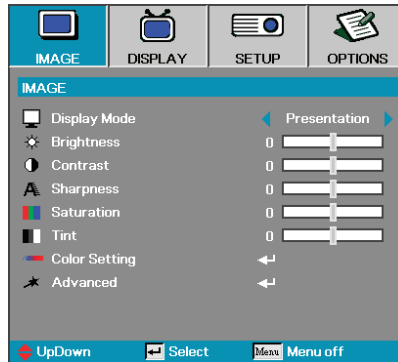 IMAGE DISPLAY SETUP OPTIONS
IMAGE
Display Mode Presentation
Brightness 0
Contrast 0
Sharpness 0
Saturation 0
Tint 0
Color Setting
Advanced
UpDown Select Menu Menu off